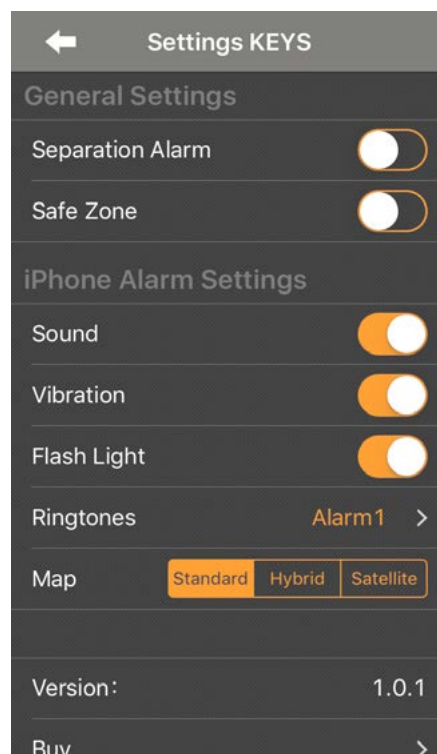 Settings KEYS
General Settings
Separation Alarm
Safe Zone
iPhone Alarm Settings
Sound
Vibration
Flash Light
Ringtones Alarm1 >
Map Standard Hybrid Satellite
Version: 1.0.1
Buy >